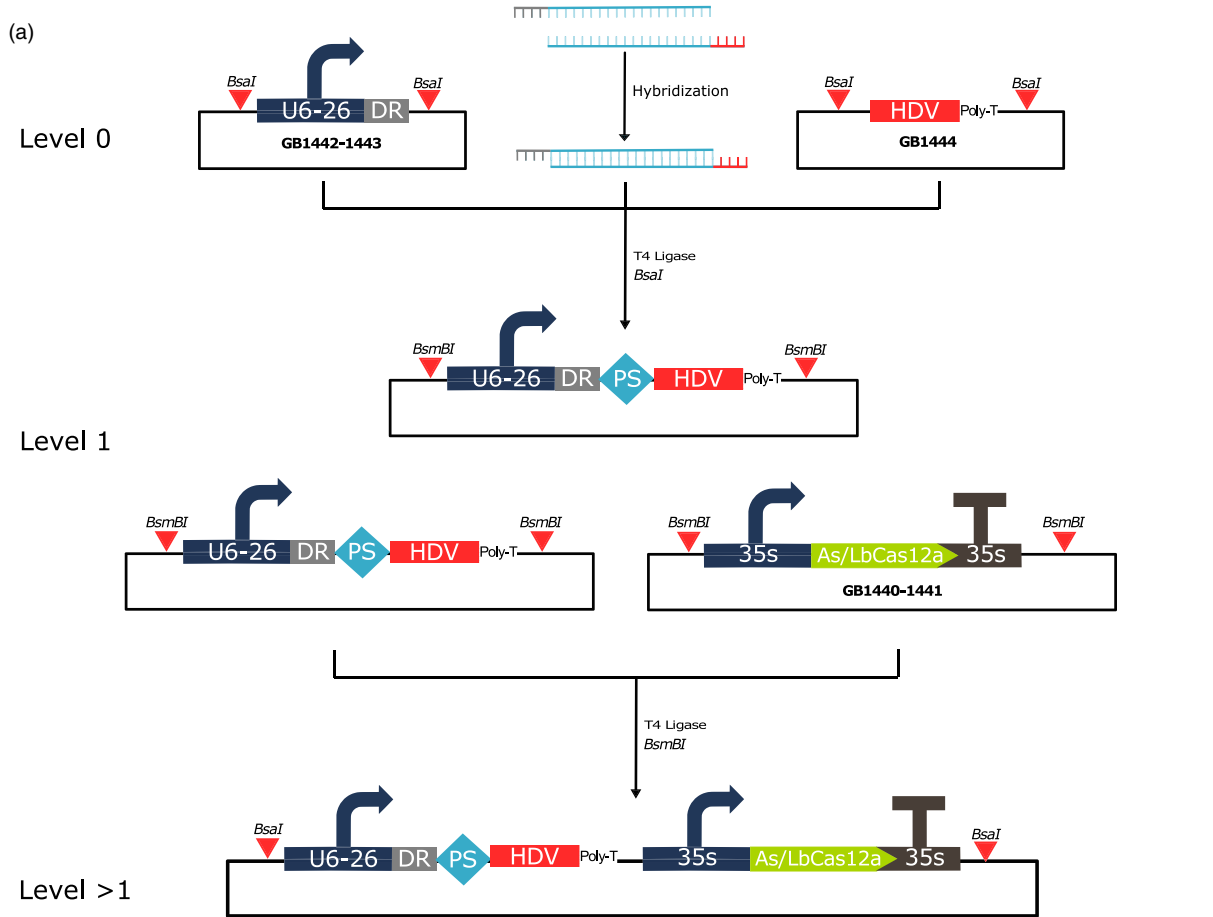 (a)
Level 0
BsaI
BsaI
U6-26
DR
GB1442-1443
Hybridization
BsaI
BsaI
HDV
Poly-T
GB1444
T4 Ligase
BsaI
Level 1
BsmBI
BsmBI
U6-26
DR
PS
HDV
Poly-T
BsmBI
BsmBI
U6-26
DR
PS
HDV
Poly-T
BsmBI
BsmBI
35s
As/LbCas12a
35s
GB1440-1441
T4 Ligase
BsmBI
Level >1
BsaI
BsaI
U6-26
DR
PS
HDV
Poly-T
35s
As/LbCas12a
35s